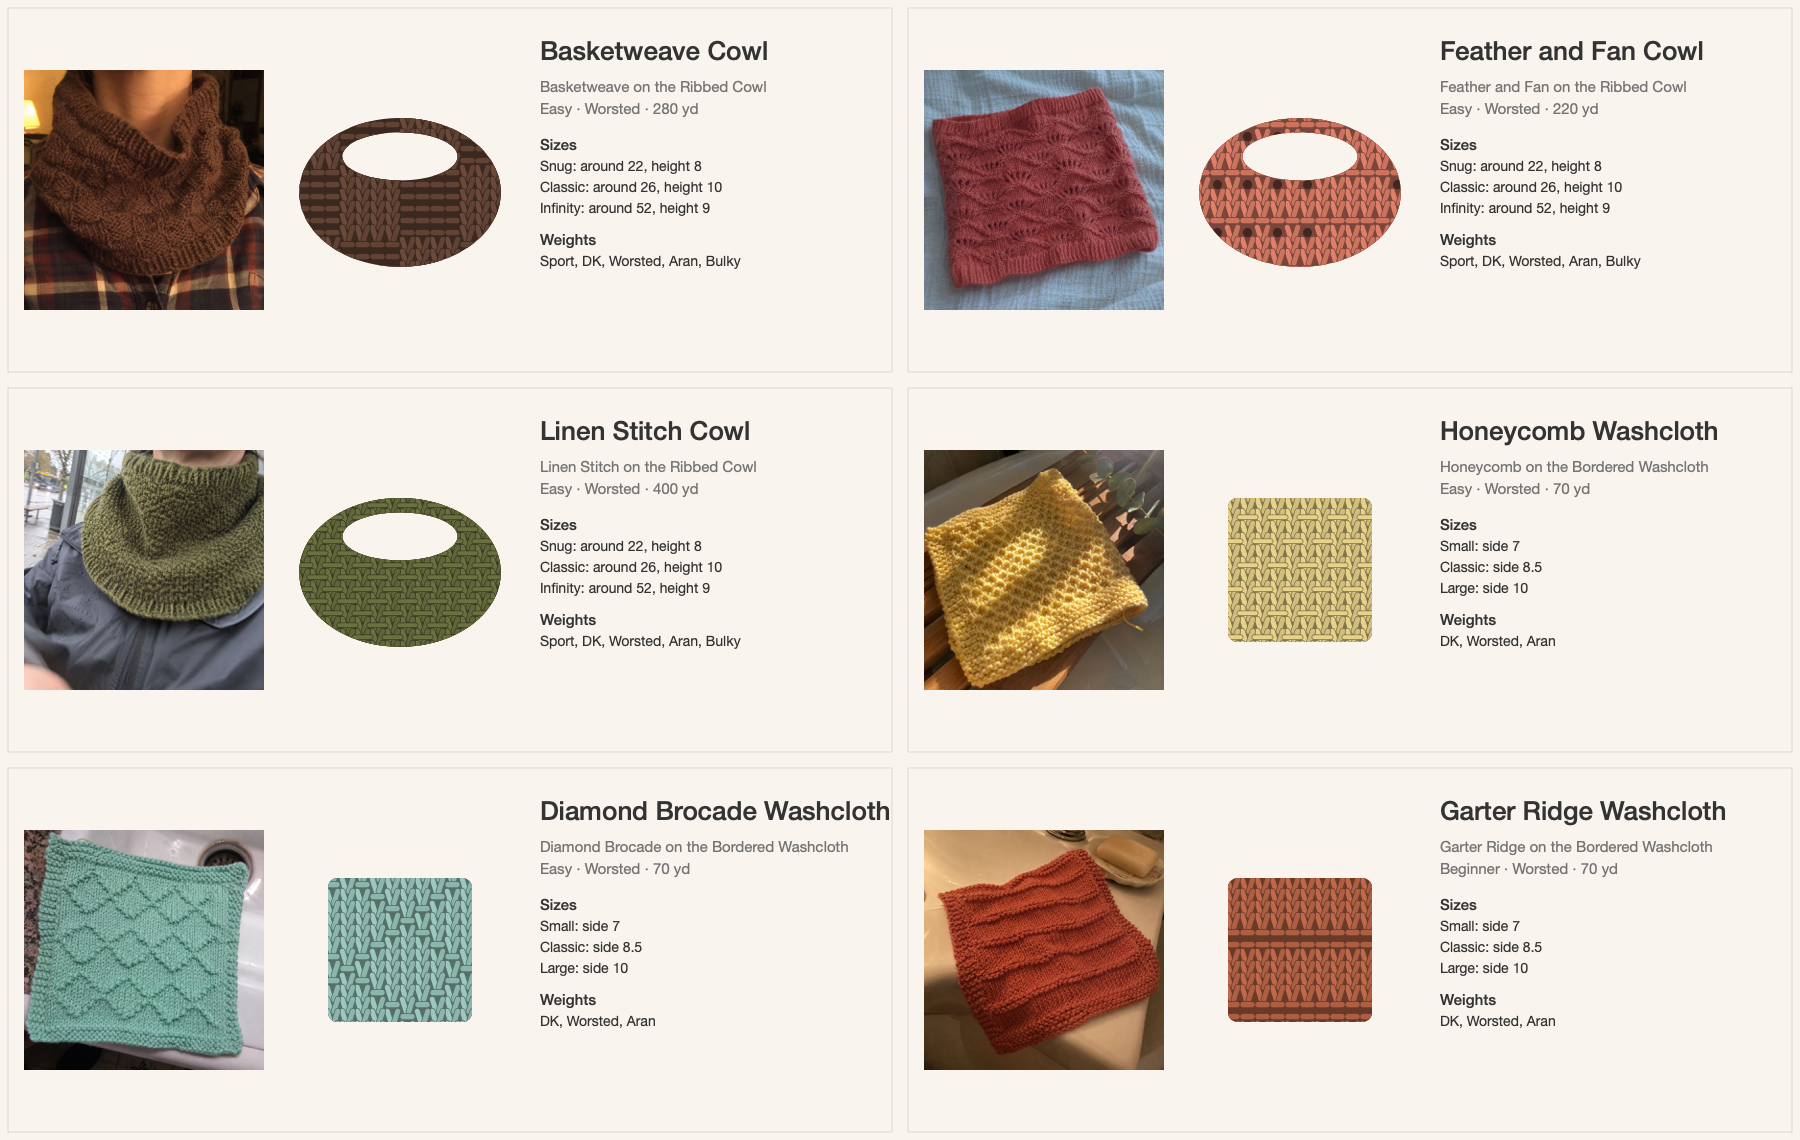 Basketweave Cowl
Basketweave on the Ribbed Cowl
Easy · Worsted · 280 yd
Sizes
Snug: around 22, height 8
Classic: around 26, height 10
Infinity: around 52, height 9
Weights
Sport, DK, Worsted, Aran, Bulky
Feather and Fan Cowl
Feather and Fan on the Ribbed Cowl
Easy · Worsted · 220 yd
Sizes
Snug: around 22, height 8
Classic: around 26, height 10
Infinity: around 52, height 9
Weights
Sport, DK, Worsted, Aran, Bulky
Linen Stitch Cowl
Linen Stitch on the Ribbed Cowl
Easy · Worsted · 400 yd
Sizes
Snug: around 22, height 8
Classic: around 26, height 10
Infinity: around 52, height 9
Weights
Sport, DK, Worsted, Aran, Bulky
Honeycomb Washcloth
Honeycomb on the Bordered Washcloth
Easy · Worsted · 70 yd
Sizes
Small: side 7
Classic: side 8.5
Large: side 10
Weights
DK, Worsted, Aran
Diamond Brocade Washcloth
Diamond Brocade on the Bordered Washcloth
Easy · Worsted · 70 yd
Sizes
Small: side 7
Classic: side 8.5
Large: side 10
Weights
DK, Worsted, Aran
Garter Ridge Washcloth
Garter Ridge on the Bordered Washcloth
Beginner · Worsted · 70 yd
Sizes
Small: side 7
Classic: side 8.5
Large: side 10
Weights
DK, Worsted, Aran